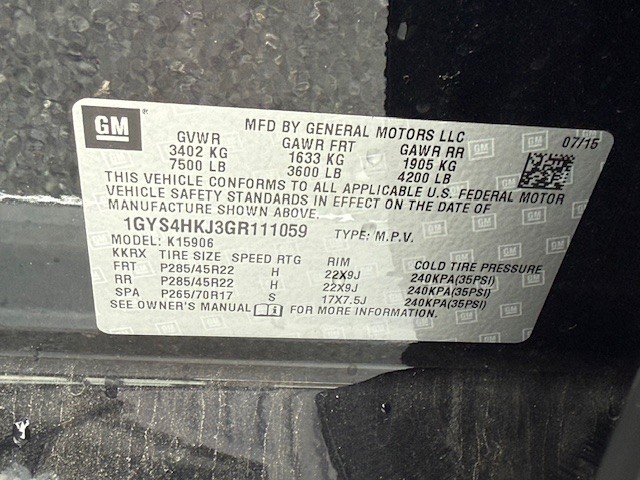 GM ®
MFD BY GENERAL MOTORS LLC 07/15
GVWR GAWR FRT GAWR RR
3402 KG 1633 KG 1905 KG
7500 LB 3600 LB 4200 LB
THIS VEHICLE CONFORMS TO ALL APPLICABLE U.S. FEDERAL MOTOR
VEHICLE SAFETY STANDARDS IN EFFECT ON THE DATE OF
MANUFACTURE SHOWN ABOVE.
1GYS4HKJ3GR111059 TYPE: M.P.V.
MODEL: K15906
KKRX TIRE SIZE SPEED RTG RIM COLD TIRE PRESSURE
FRT P285/45R22 H 22X9J 240KPA(35PSI)
RR P285/45R22 H 22X9J 240KPA(35PSI)
SPA P265/70R17 S 17X7.5J 240KPA(35PSI)
SEE OWNER'S MANUAL FOR MORE INFORMATION.